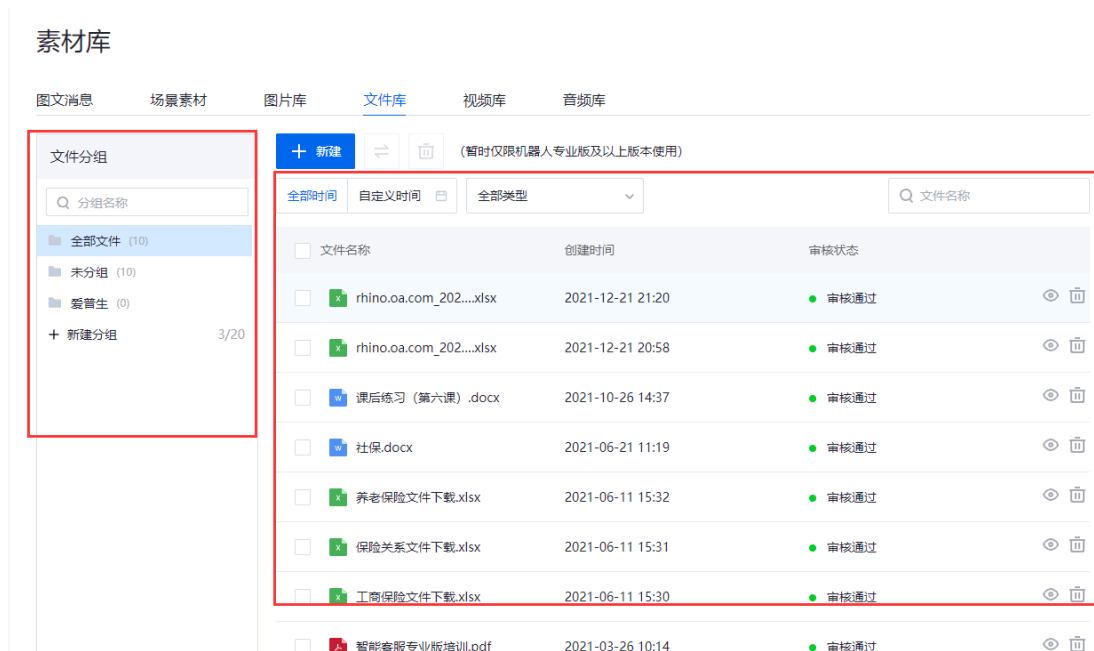 素材库
图文消息 场景素材 图片库 文件库 视频库 音频库
文件分组
分组名称
全部文件 (10)
未分组 (10)
爱普生 (0)
+ 新建分组 3/20
+ 新建 (暂时仅限机器人专业版及以上版本使用)
全部时间 自定义时间 全部类型 文件名称
文件名称 创建时间 审核状态
rhino.oa.com_202....xlsx 2021-12-21 21:20 审核通过
rhino.oa.com_202....xlsx 2021-12-21 20:58 审核通过
课后练习（第六课）.docx 2021-10-26 14:37 审核通过
社保.docx 2021-06-21 11:19 审核通过
养老保险文件下载.xlsx 2021-06-11 15:32 审核通过
保险关系文件下载.xlsx 2021-06-11 15:31 审核通过
工商保险文件下载.xlsx 2021-06-11 15:30 审核通过
智能客服专业版培训.pdf 2021-03-26 10:14 审核通过